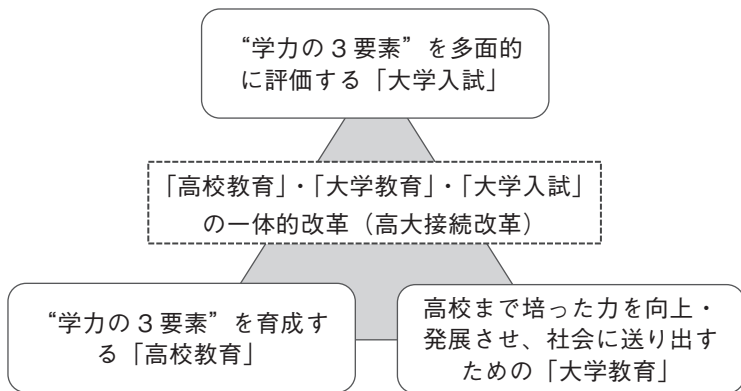 “学力の3要素”を多面的
に評価する「大学入試」
「高校教育」・「大学教育」・「大学入試」
の一体的改革（高大接続改革）
“学力の3要素”を育成す
る「高校教育」
高校まで培った力を向上・
発展させ、社会に送り出す
ための「大学教育」